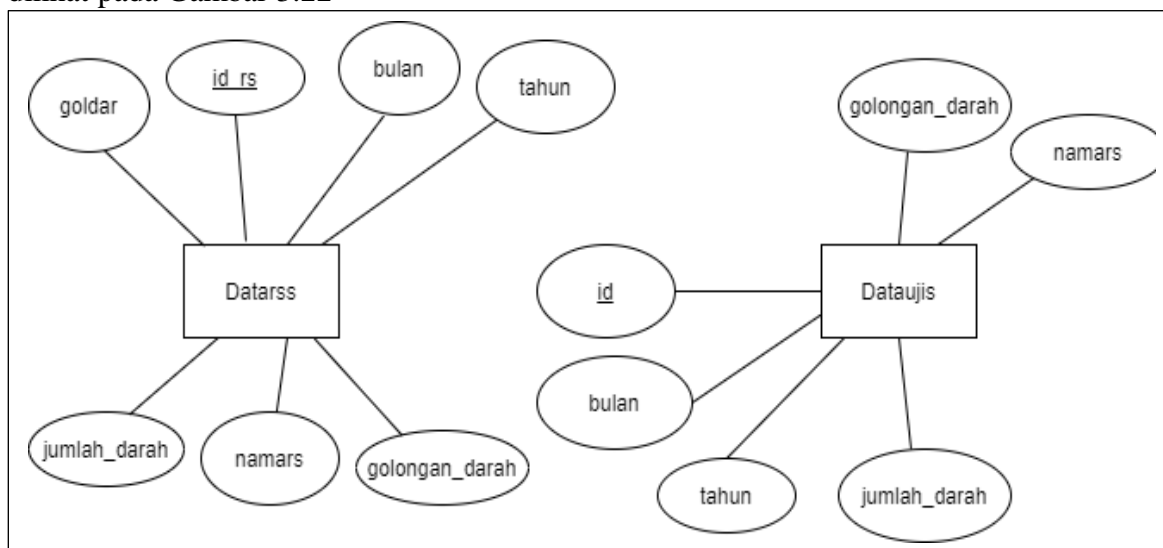 dilihat pada Gambar 3.22
goldar
id_rs
bulan
tahun
Datarss
jumlah_darah
namars
golongan_darah
golongan_darah
namars
id
Dataujis
bulan
tahun
jumlah_darah